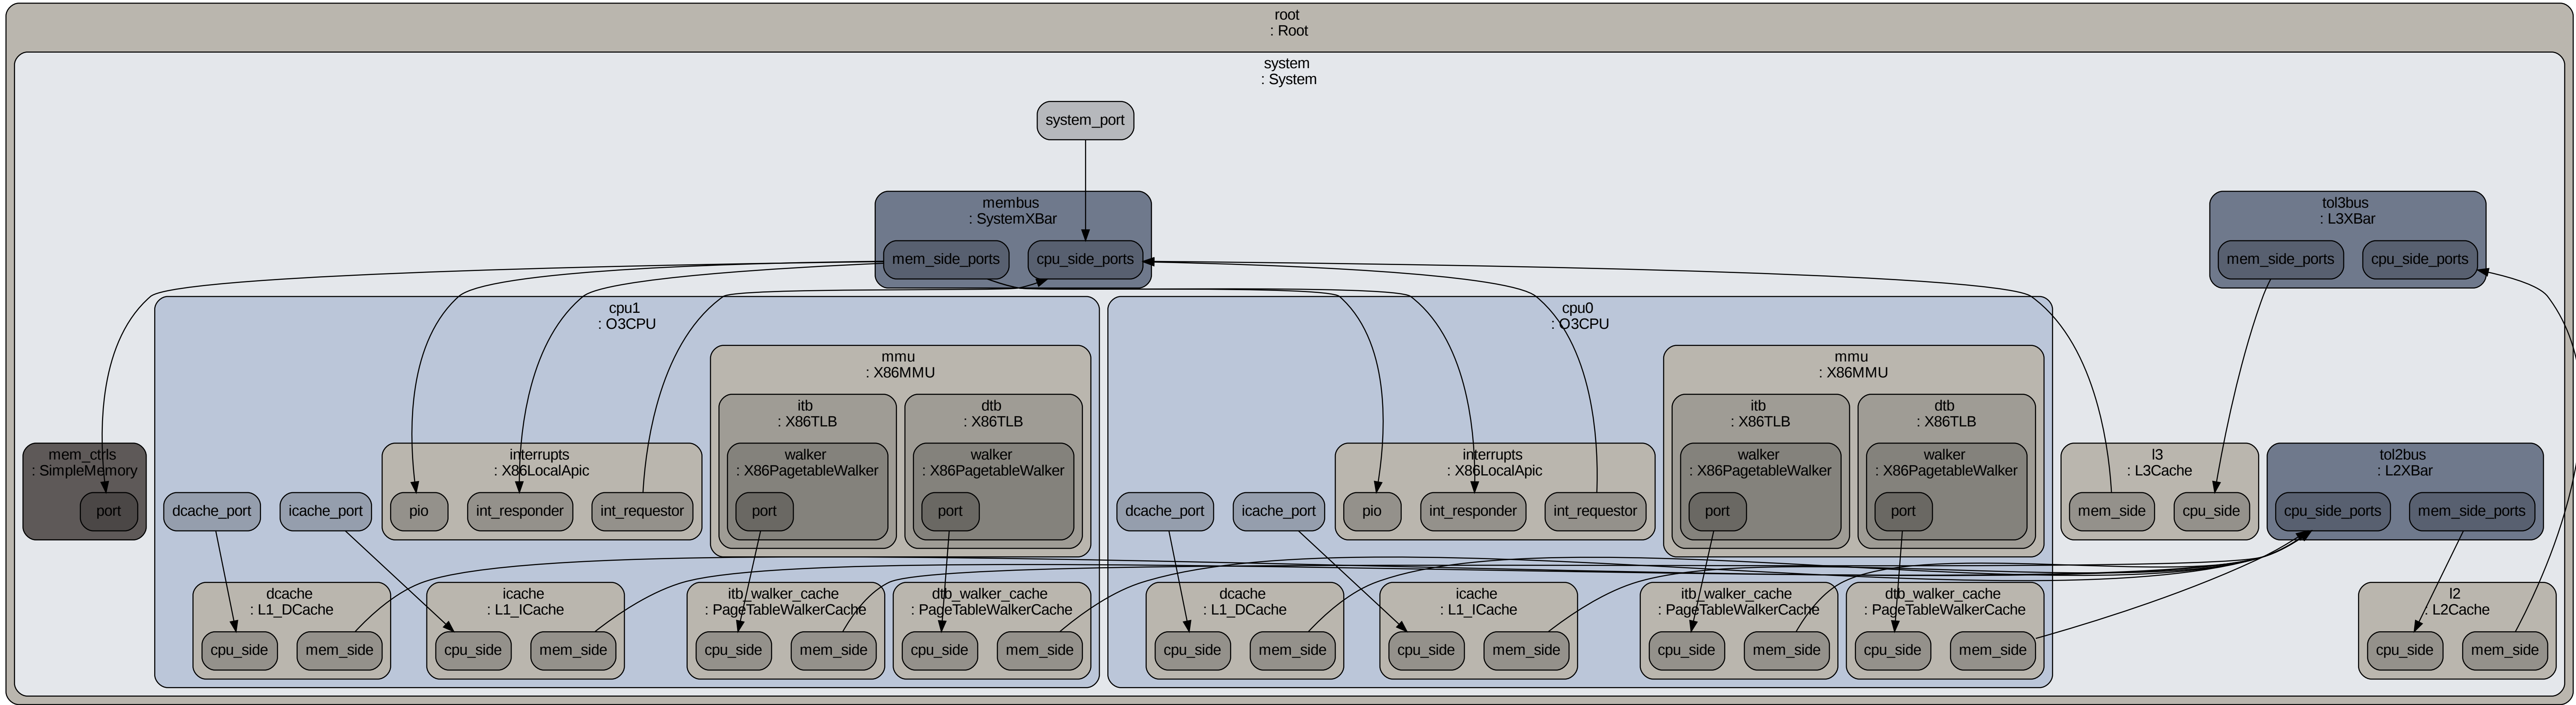 root
: Root
system
: System
system_port
membus
: SystemXBar
mem_side_ports
cpu_side_ports
tol3bus
: L3XBar
mem_side_ports
cpu_side_ports
cpu1
: O3CPU
mmu
: X86MMU
itb
: X86TLB
dtb
: X86TLB
walker
: X86PagetableWalker
walker
: X86PagetableWalker
port
port
interrupts
: X86LocalApic
pio
int_responder
int_requestor
dcache_port
icache_port
dcache
: L1_DCache
cpu_side
mem_side
icache
: L1_ICache
cpu_side
mem_side
itb_walker_cache
: PageTableWalkerCache
cpu_side
mem_side
dtb_walker_cache
: PageTableWalkerCache
cpu_side
mem_side
mem_ctrls
: SimpleMemory
port
cpu0
: O3CPU
mmu
: X86MMU
itb
: X86TLB
dtb
: X86TLB
walker
: X86PagetableWalker
walker
: X86PagetableWalker
port
port
interrupts
: X86LocalApic
pio
int_responder
int_requestor
dcache_port
icache_port
dcache
: L1_DCache
cpu_side
mem_side
icache
: L1_ICache
cpu_side
mem_side
itb_walker_cache
: PageTableWalkerCache
cpu_side
mem_side
dtb_walker_cache
: PageTableWalkerCache
cpu_side
mem_side
l3
: L3Cache
mem_side
cpu_side
tol2bus
: L2XBar
cpu_side_ports
mem_side_ports
l2
: L2Cache
cpu_side
mem_side